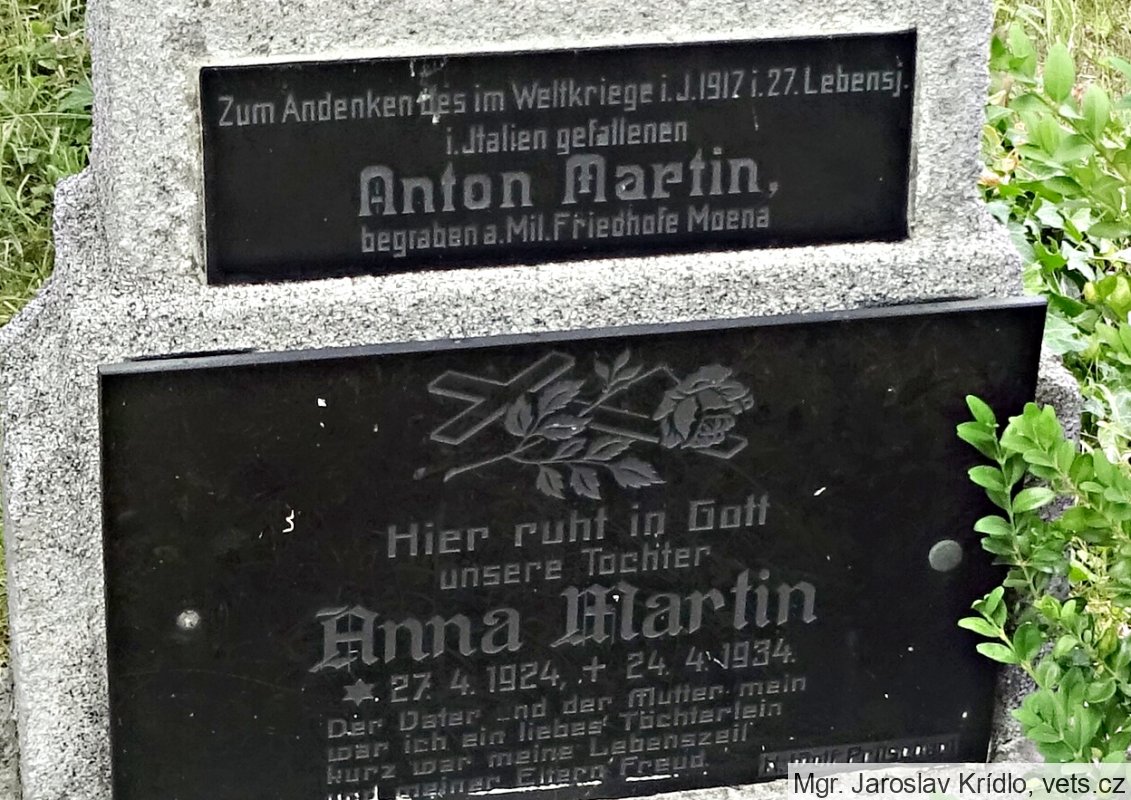 Zum Andenken des im Weltkriege i. J. 1917 i. 27. Lebensj.
i. Jtalien gefallenen
Anton Martin,
begraben a. Mil. Friedhofe Moena
Hier ruht in Gott
unsere Tochter
Anna Martin
27. 4. 1924, + 24. 4. 1934.
Der Vater und der Mutter mein
war ich ein liebes Töchterlein
kurz war meine Lebenszeit
und meiner Eltern Freud.
Mgr. Jaroslav Krídlo, vets.cz